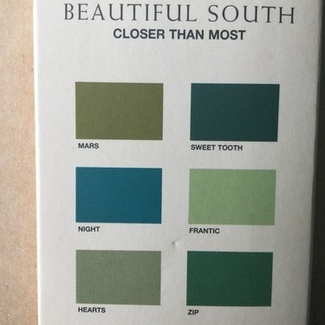 BEAUTIFUL SOUTH
CLOSER THAN MOST
MARS
SWEET TOOTH
NIGHT
FRANTIC
HEARTS
ZIP